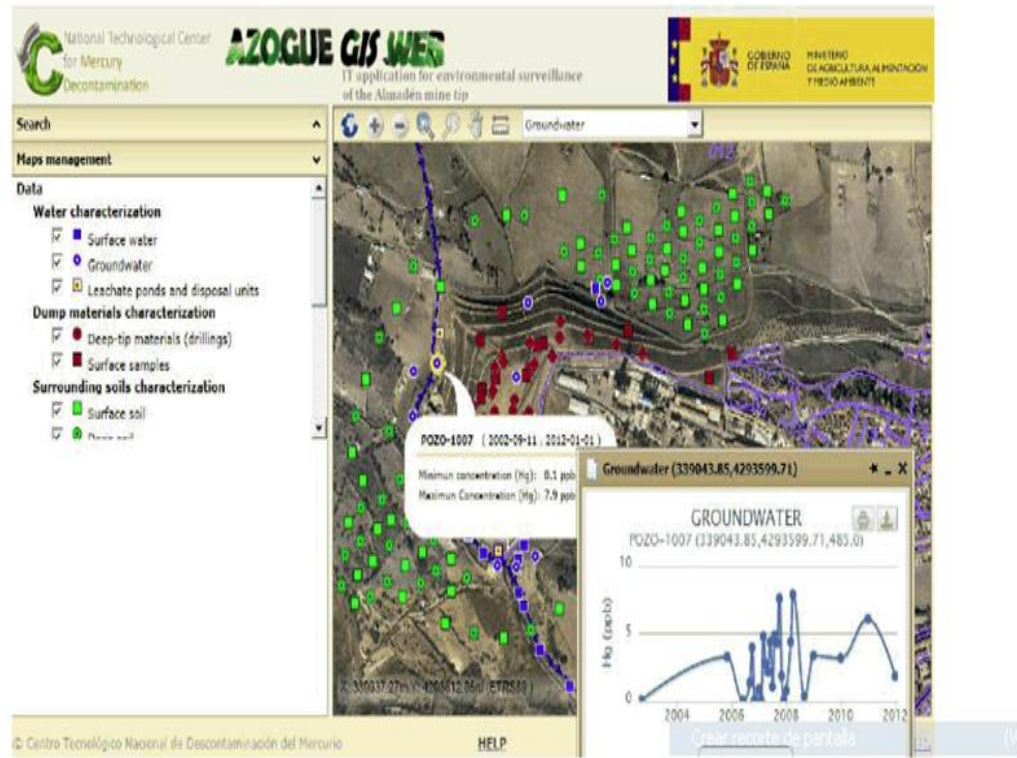 National Technological Center
for Mercury
Decontamination
AZOGUE GIS WEB
IT application for environmental surveillance
of the Almadén mine tip
GOBIERNO
DE ESPAÑA
MINISTERIO
DE AGRICULTURA, ALIMENTACIÓN
Y MEDIO AMBIENTE
Search
Groundwater
Maps management
Data
Water characterization
Surface water
Groundwater
Leachate ponds and disposal units
Dump materials characterization
Deep-tip materials (drillings)
Surface samples
Surrounding soils characterization
Surface soil
POZO-1007 ( 2002-09-11 . 2012-01-01 )
Minimun concentration (Hg): 0.1 ppb
Maximun Concentration (Hg): 7.9 ppb
Groundwater (339043.85,4293599.71)
GROUNDWATER
POZO-1007 (339043.85,4293599.71,485.0)
Hg (ppb)
10
5
0
2004 2006 2008 2010 2012
© Centro Tecnológico Nacional de Descontaminación del Mercurio
HELP
Crear recorte de pantalla